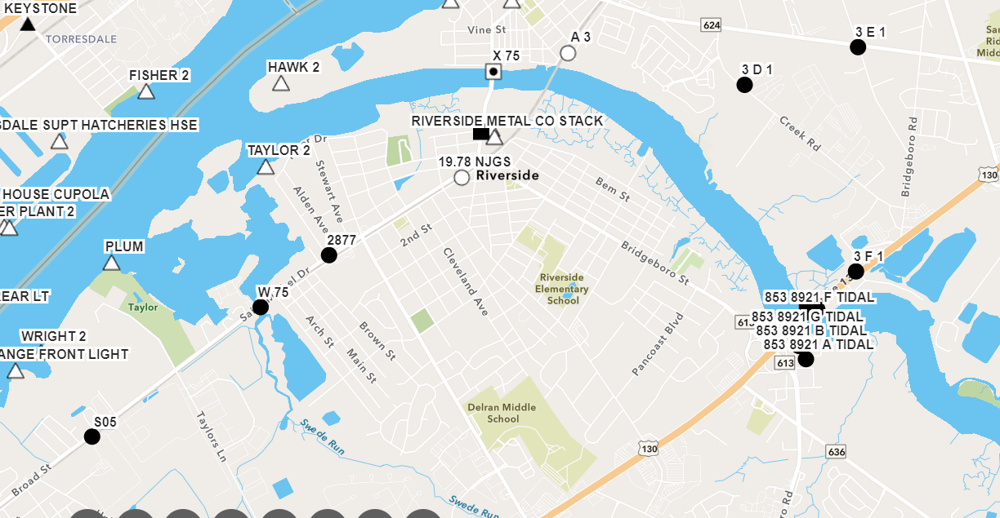 KEYSTONE
TORRESDALE
Vine St
624
A 3
3 E 1
X 75
FISHER 2
HAWK 2
3 D 1
SDALE SUPT HATCHERIES HSE
RIVERSIDE METAL CO STACK
Creek Rd
Bridgeboro Rd
TAYLOR 2
Dr
Stewart Ave
19.78 NJGS
Riverside
130
HOUSE CUPOLA
ER PLANT 2
Alden Ave
Bem St
PLUM
2877
2nd St
Cleveland Ave
Bridgeboro St
3 F 1
EAR LT
W 75
Taylor
Riverside
Elementary
School
853 8921 F TIDAL
853 8921 G TIDAL
853 8921 B TIDAL
853 8921 A TIDAL
613
WRIGHT 2
ANGE FRONT LIGHT
Arch St
Brown St
Main St
Pancoast Blvd
Delran Middle
School
S05
Taylors Ln
Swede Run
130
636
Broad St
Swede Run
ro Rd